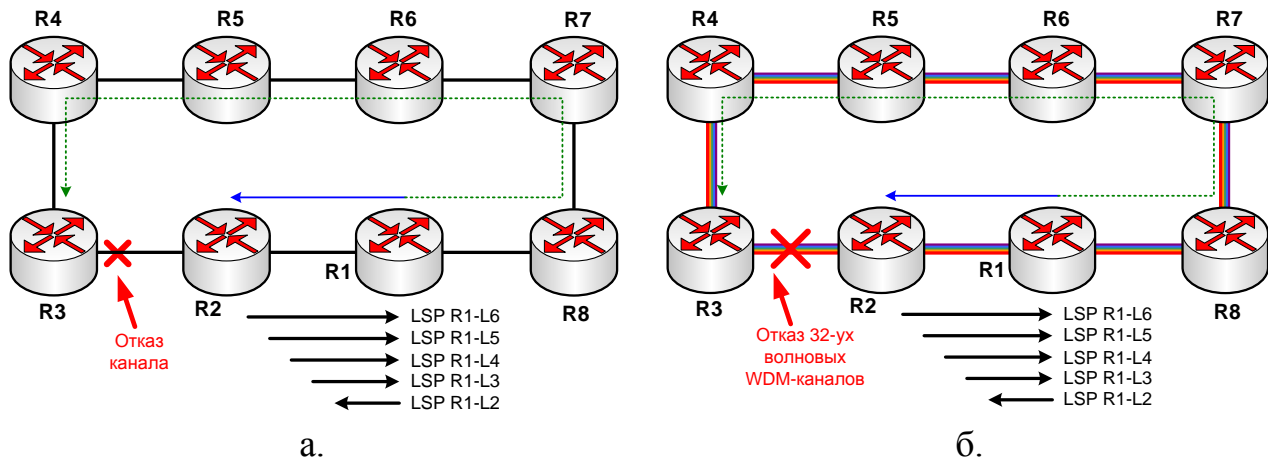 R4 R5 R6 R7
R3 R2 R1 R8
Отказ
канала
LSP R1-L6
LSP R1-L5
LSP R1-L4
LSP R1-L3
LSP R1-L2
а.
R4 R5 R6 R7
R3 R2 R1 R8
Отказ 32-ух
волновых
WDM-каналов
LSP R1-L6
LSP R1-L5
LSP R1-L4
LSP R1-L3
LSP R1-L2
б.